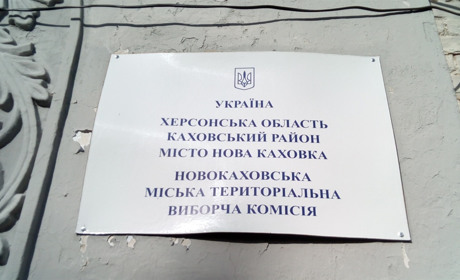 УКРАЇНА
ХЕРСОНСЬКА ОБЛАСТЬ
КАХОВСЬКИЙ РАЙОН
МІСТО НОВА КАХОВКА
НОВОКАХОВСЬКА
МІСЬКА ТЕРИТОРІАЛЬНА
ВИБОРЧА КОМІСІЯ